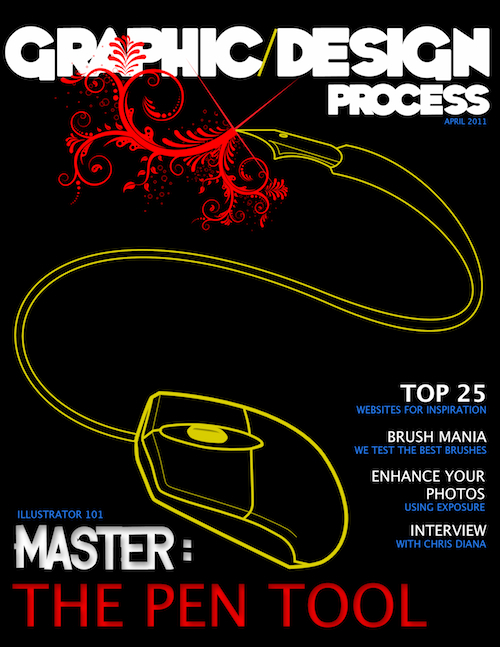 GRAPHIC/DESIGN
PROCESS
APRIL 2011
TOP 25
WEBSITES FOR INSPIRATION
BRUSH MANIA
WE TEST THE BEST BRUSHES
ENHANCE YOUR
PHOTOS
USING EXPOSURE
INTERVIEW
WITH CHRIS DIANA
ILLUSTRATOR 101
MASTER:
THE PEN TOOL